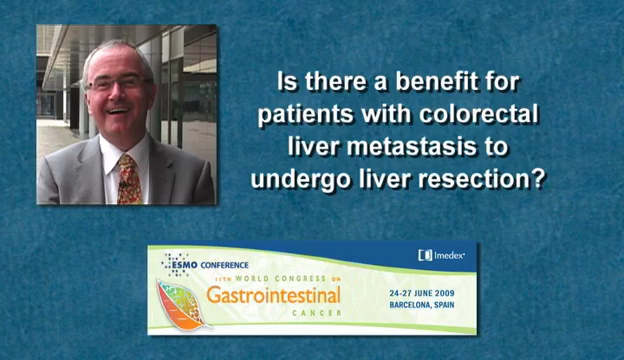 Is there a benefit for
patients with colorectal
liver metastasis to
undergo liver resection?
ESMO CONFERENCE
Imedex®
11TH WORLD CONGRESS ON
Gastrointestinal
CANCER
24-27 JUNE 2009
BARCELONA, SPAIN